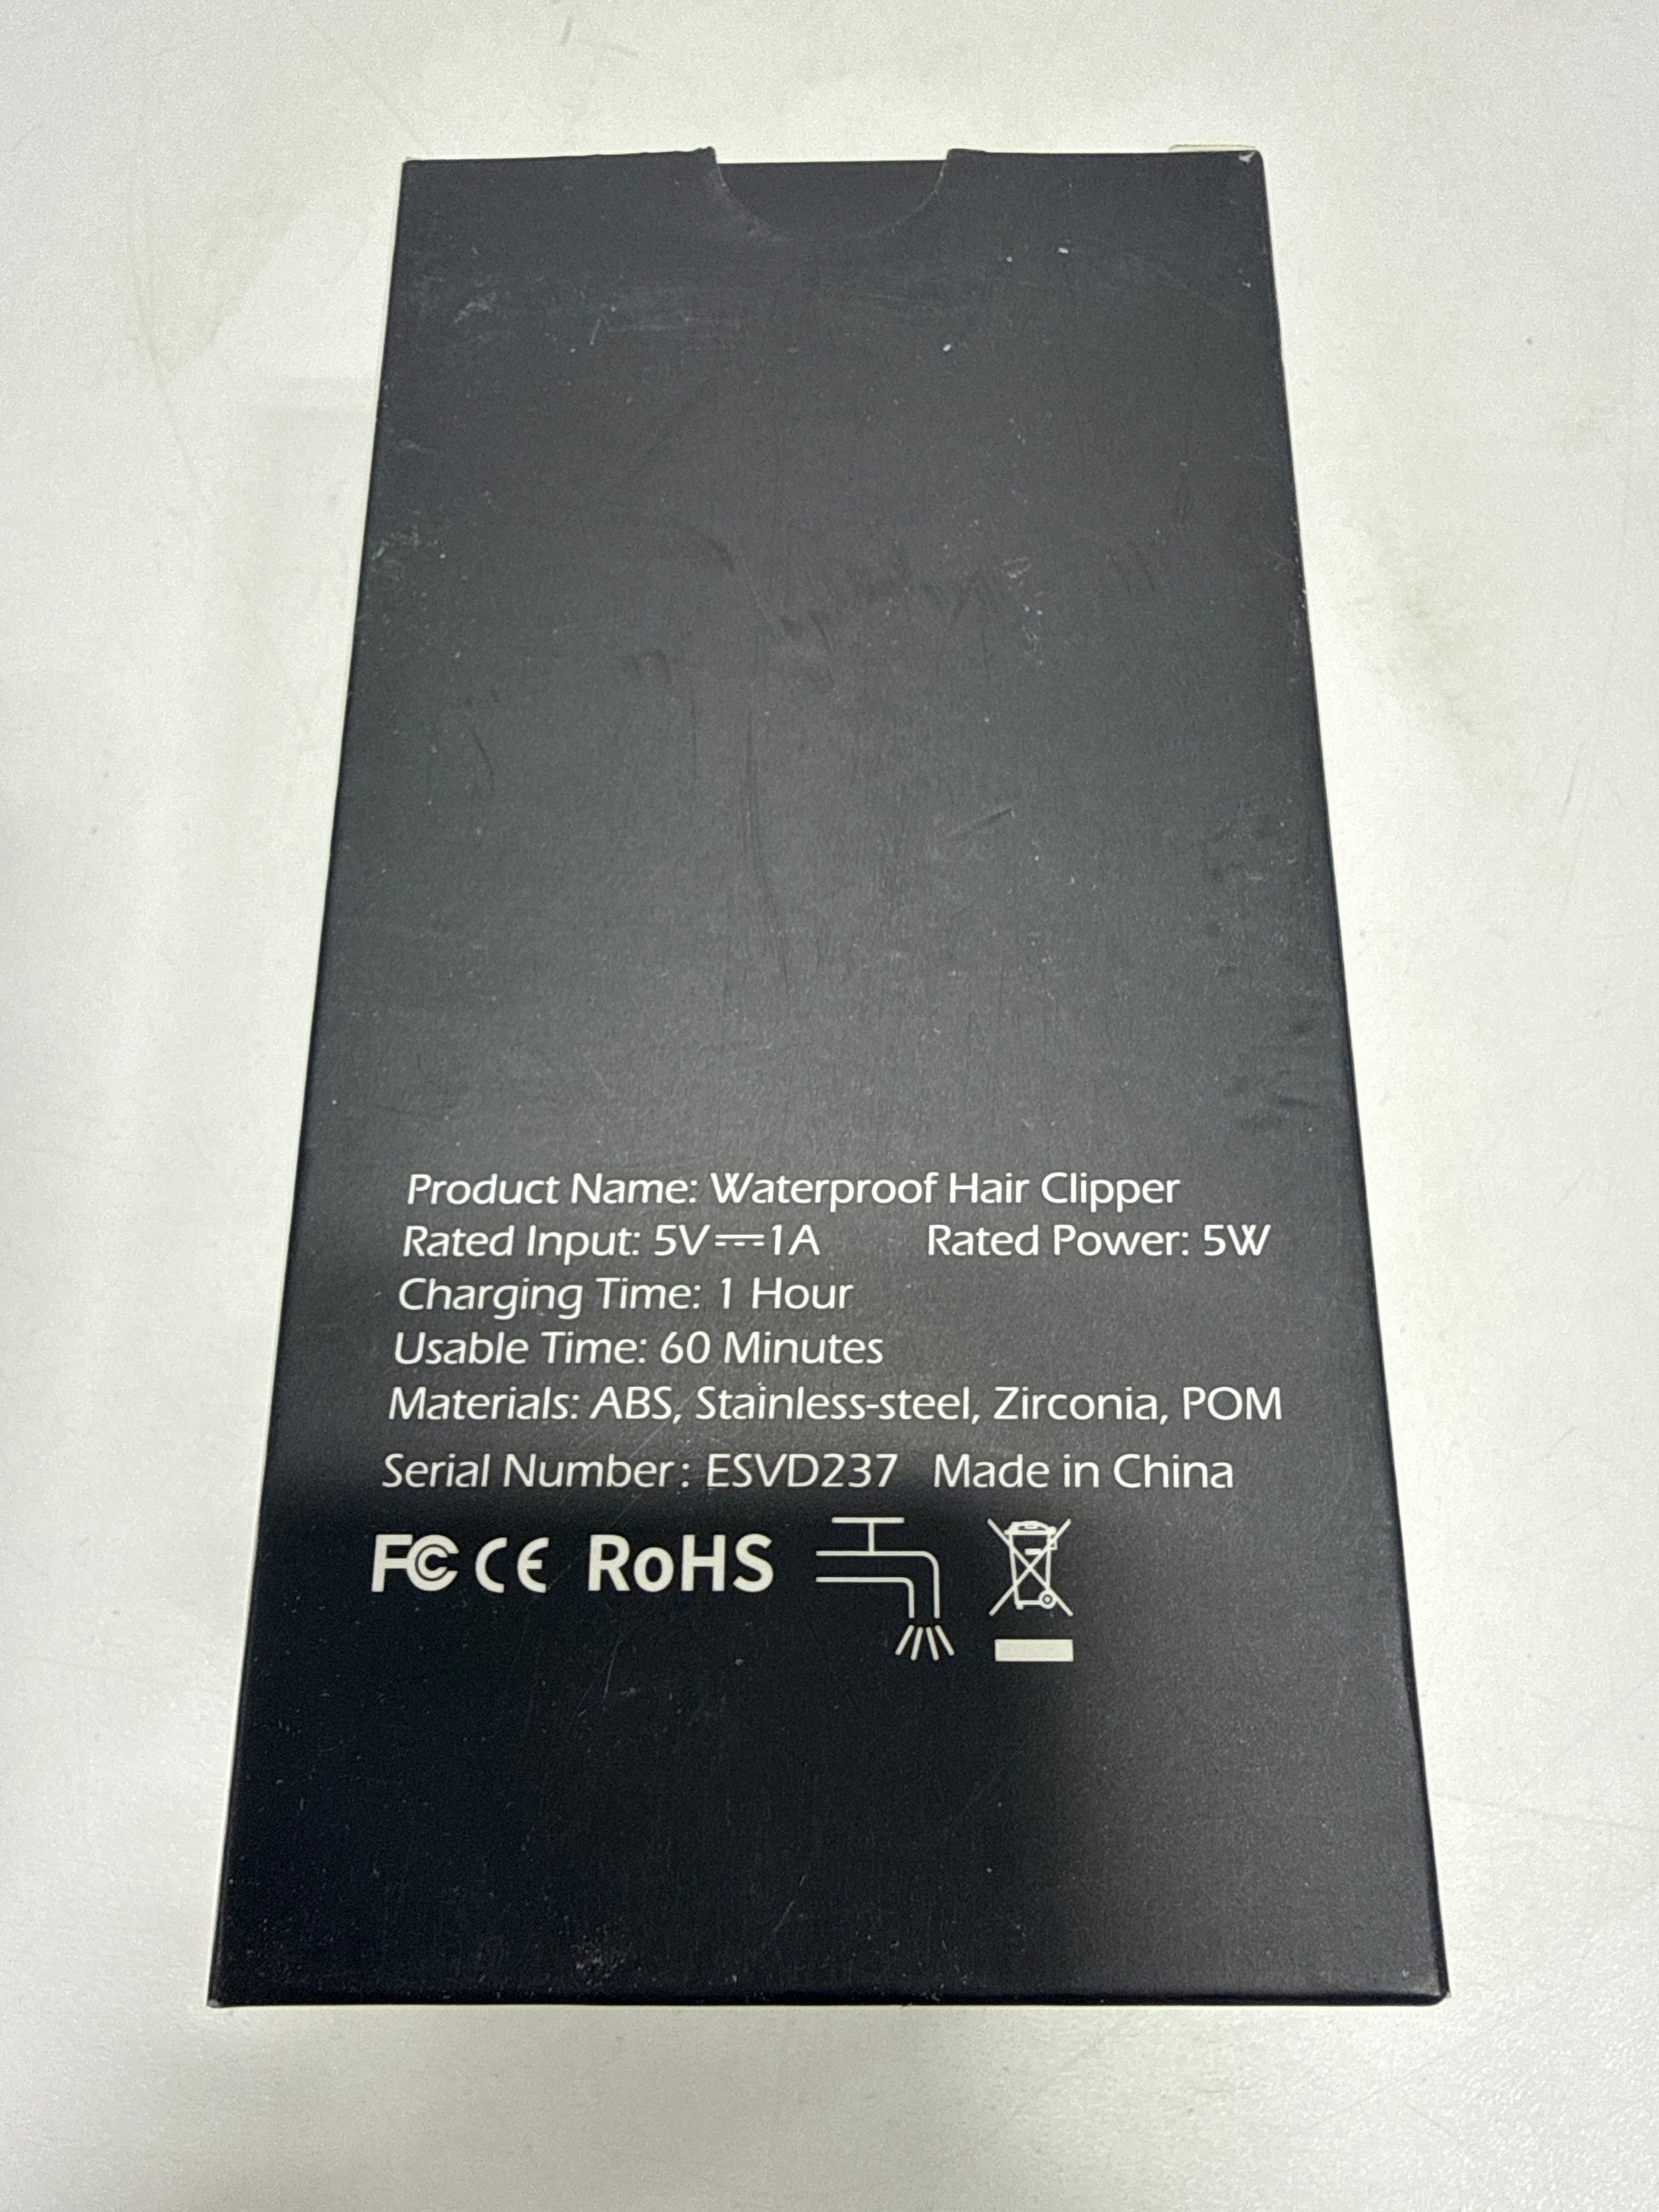 Product Name: Waterproof Hair Clipper
Rated Input: 5V⎓1A Rated Power: 5W
Charging Time: 1 Hour
Usable Time: 60 Minutes
Materials: ABS, Stainless-steel, Zirconia, POM
Serial Number: ESVD237 Made in China
FC CE RoHS